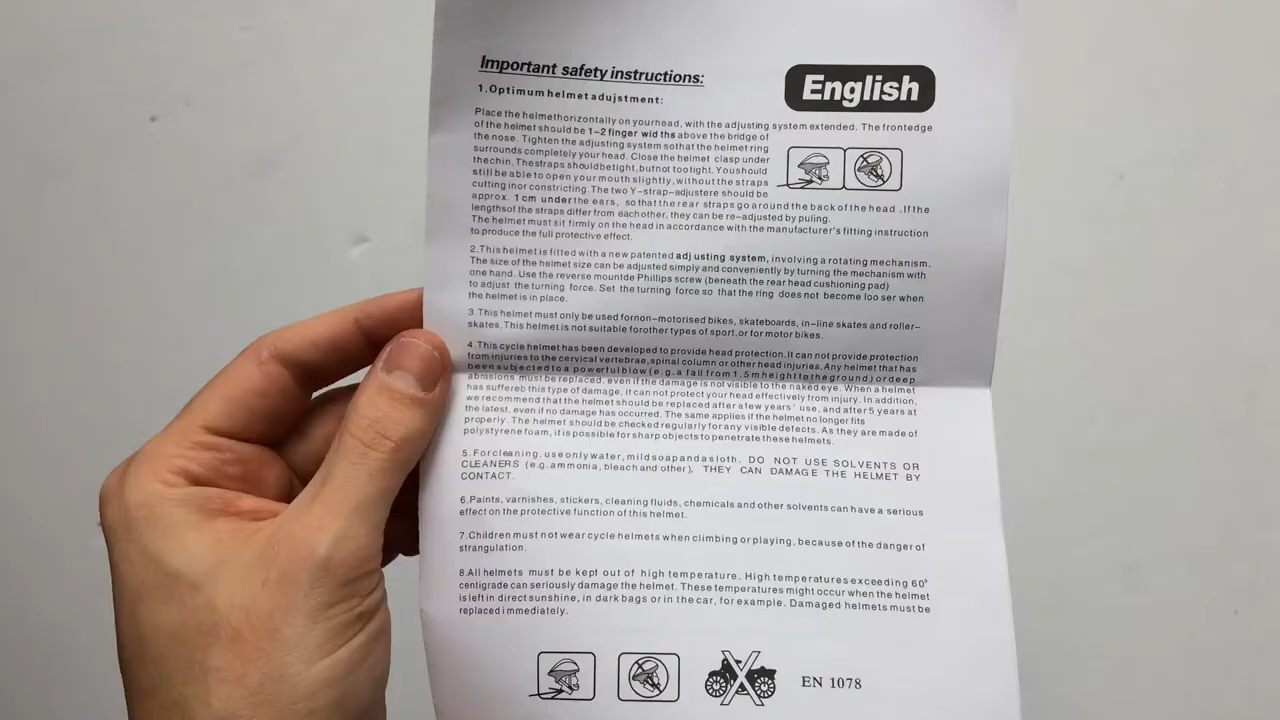 Important safety instructions:
English
1.Optimum helmet adujstment:
Place the helmethorizontally on yourhead, with the adjusting system extended. The frontedge
of the helmet should be 1-2 finger wid ths above the bridge of
the nose. Tighten the adjusting system sothat the helmet ring
surrounds completely your head. Close the helmet clasp under
thechin. Thestraps shouldbetight,butnot tootight. Youshould
still be able to open your mouth slightly, without the straps
cutting inor constricting.The two Y-strap-adjustere should be
approx. 1 cm under the ears, so that the rear straps go around the back of the head .If the
lengthsof the straps differ from eachother, they can be re-adjusted by puling.
The helmet must sit firmly on the head in accordance with the manufacturer's fitting instruction
to produce the full protective effect.
2.This helmet is fitted with a new patented adj usting system, involving a rotating mechanism.
The size of the helmet size can be adjusted simply and conveniently by turning the mechanism with
one hand. Use the reverse mountde Phillips screw (beneath the rear head cushioning pad)
to adjust the turning force. Set the turning force so that the ring does not become loo ser when
the helmet is in place.
3.This helmet must only be used fornon-motorised bikes, skateboards, in-line skates and roller-
skates.This helmet is not suitable forother types of sport,or for motor bikes.
4.This cycle helmet has been developed to provide head protection.It can not provide protection
from injuries to the cervical vertebrae,spinal column or other head injuries.Any helmet that has
been subjected to a powerful blow (e.g.a fall from 1.5m height to the ground) or deep
abrasions must be replaced, even if the damage is not visible to the naked eye. When a helmet
has suffereb this type of damage, it can not protect your head effectively from injury. In addition,
we recommend that the helmet should be replaced after a few years' use, and after 5 years at
the latest, even if no damage has occurred. The same applies if the helmet no longer fits
properly. The helmet should be checked regularly for any visible defects. As they are made of
polystyrene foam, it is possible for sharp objects to penetrate these helmets.
5.Forcleaning, use only water, mild soap and a sloth. DO NOT USE SOLVENTS OR
CLEANERS (e.g. ammonia, bleach and other), THEY CAN DAMAGE THE HELMET BY
CONTACT.
6.Paints, varnishes, stickers, cleaning fluids, chemicals and other solvents can have a serious
effect on the protective function of this helmet.
7.Children must not wear cycle helmets when climbing or playing, because of the danger of
strangulation.
8.All helmets must be kept out of high temperature. High temperatures exceeding 60°
centigrade can seriously damage the helmet. These temperatures might occur when the helmet
is left in direct sunshine, in dark bags or in the car, for example. Damaged helmets must be
replaced i mmediately.
EN 1078